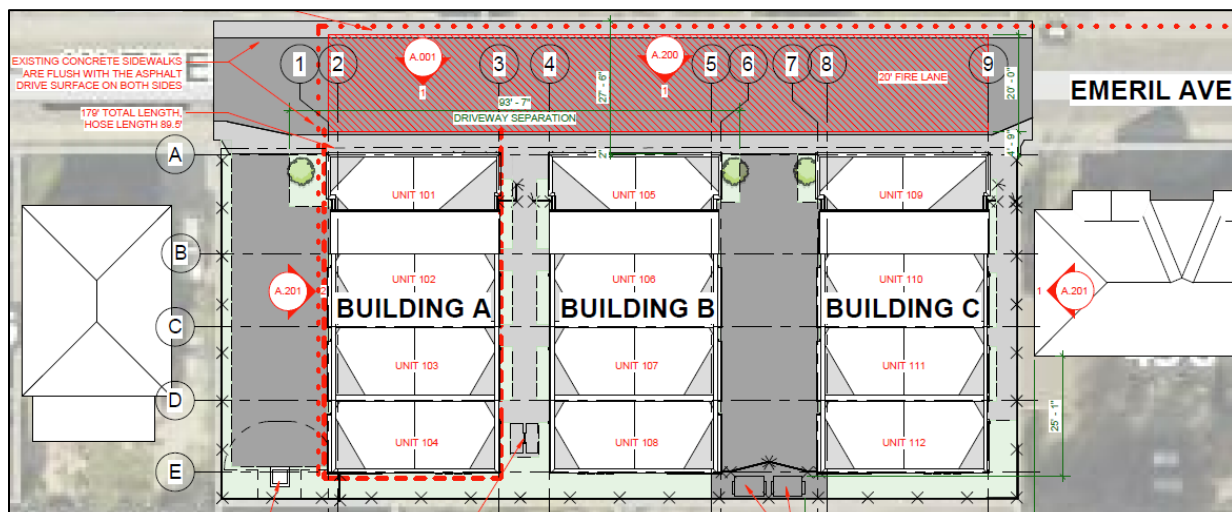 EXISTING CONCRETE SIDEWALKS
ARE FLUSH WITH THE ASPHALT
DRIVE SURFACE ON BOTH SIDES
179' TOTAL LENGTH,
HOSE LENGTH 89.5'
1
2
A.001
1
3
4
A.200
1
5
6
7
8
9
20' FIRE LANE
20' - 0"
EMERIL AVE
27' - 6"
93' - 7"
DRIVEWAY SEPARATION
2'
4' - 9"
A
B
C
D
E
UNIT 101
UNIT 105
UNIT 109
UNIT 102
UNIT 106
UNIT 110
A.201
2
BUILDING A
BUILDING B
BUILDING C
1
A.201
UNIT 103
UNIT 107
UNIT 111
25' - 1"
UNIT 104
UNIT 108
UNIT 112